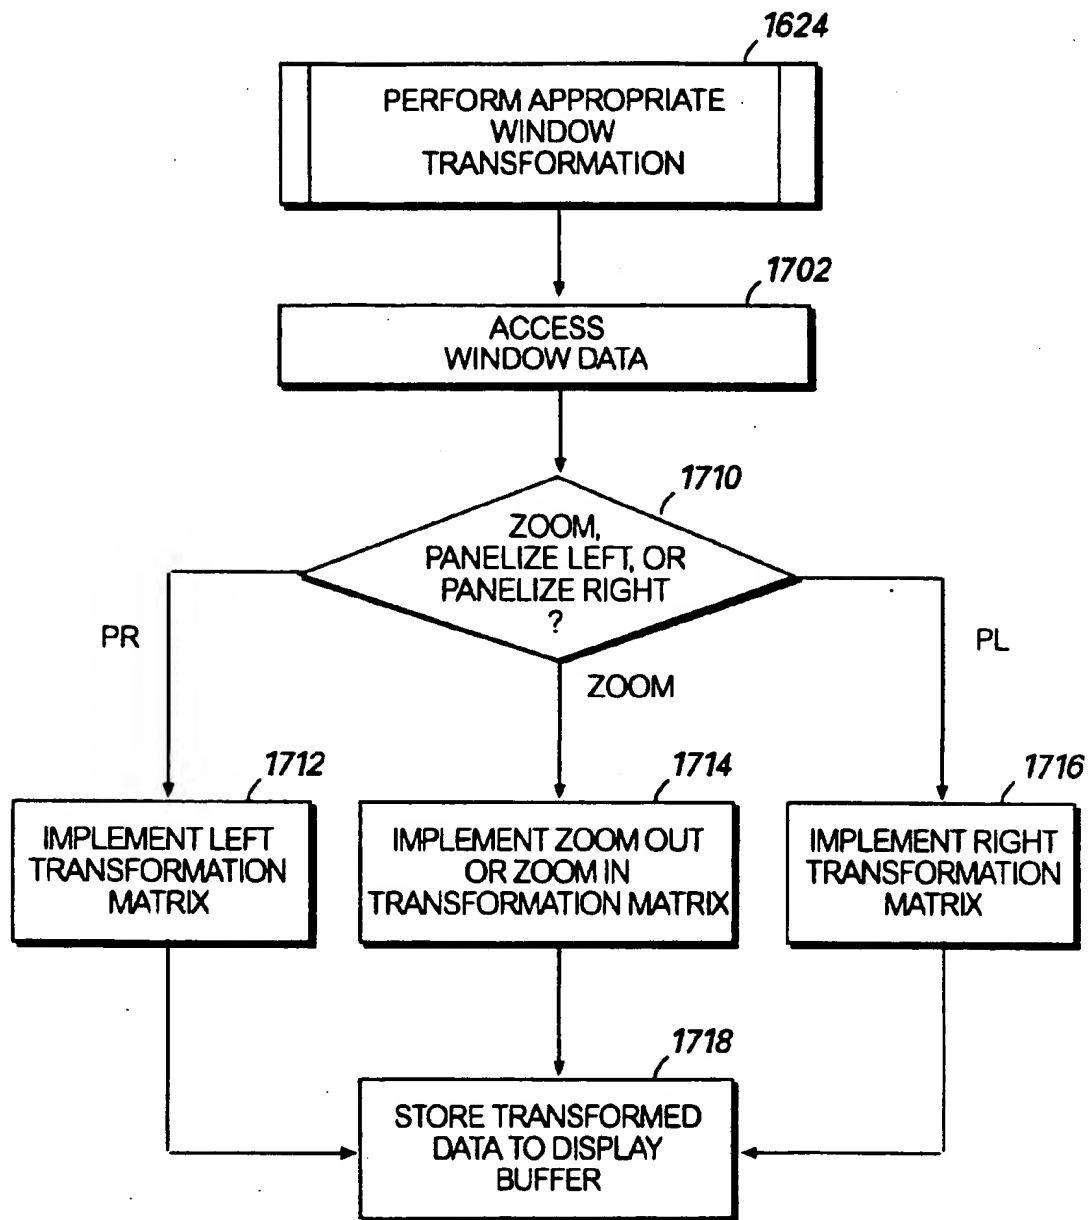 1624
PERFORM APPROPRIATE
WINDOW
TRANSFORMATION
1702
ACCESS
WINDOW DATA
1710
ZOOM,
PANELIZE LEFT, OR
PANELIZE RIGHT
?
PR
ZOOM
PL
1712
IMPLEMENT LEFT
TRANSFORMATION
MATRIX
1714
IMPLEMENT ZOOM OUT
OR ZOOM IN
TRANSFORMATION MATRIX
1716
IMPLEMENT RIGHT
TRANSFORMATION
MATRIX
1718
STORE TRANSFORMED
DATA TO DISPLAY
BUFFER